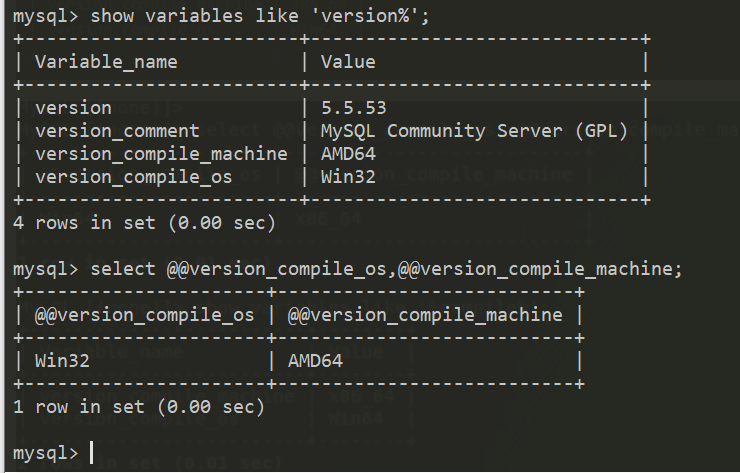 mysql> show variables like 'version%';
+-------------------------+------------------------------+
| Variable_name           | Value                        |
+-------------------------+------------------------------+
| version                 | 5.5.53                       |
| version_comment         | MySQL Community Server (GPL) |
| version_compile_machine | AMD64                        |
| version_compile_os      | Win32                        |
+-------------------------+------------------------------+
4 rows in set (0.00 sec)
mysql> select @@version_compile_os,@@version_compile_machine;
+----------------------+---------------------------+
| @@version_compile_os | @@version_compile_machine |
+----------------------+---------------------------+
| Win32                | AMD64                     |
+----------------------+---------------------------+
1 row in set (0.00 sec)
mysql>